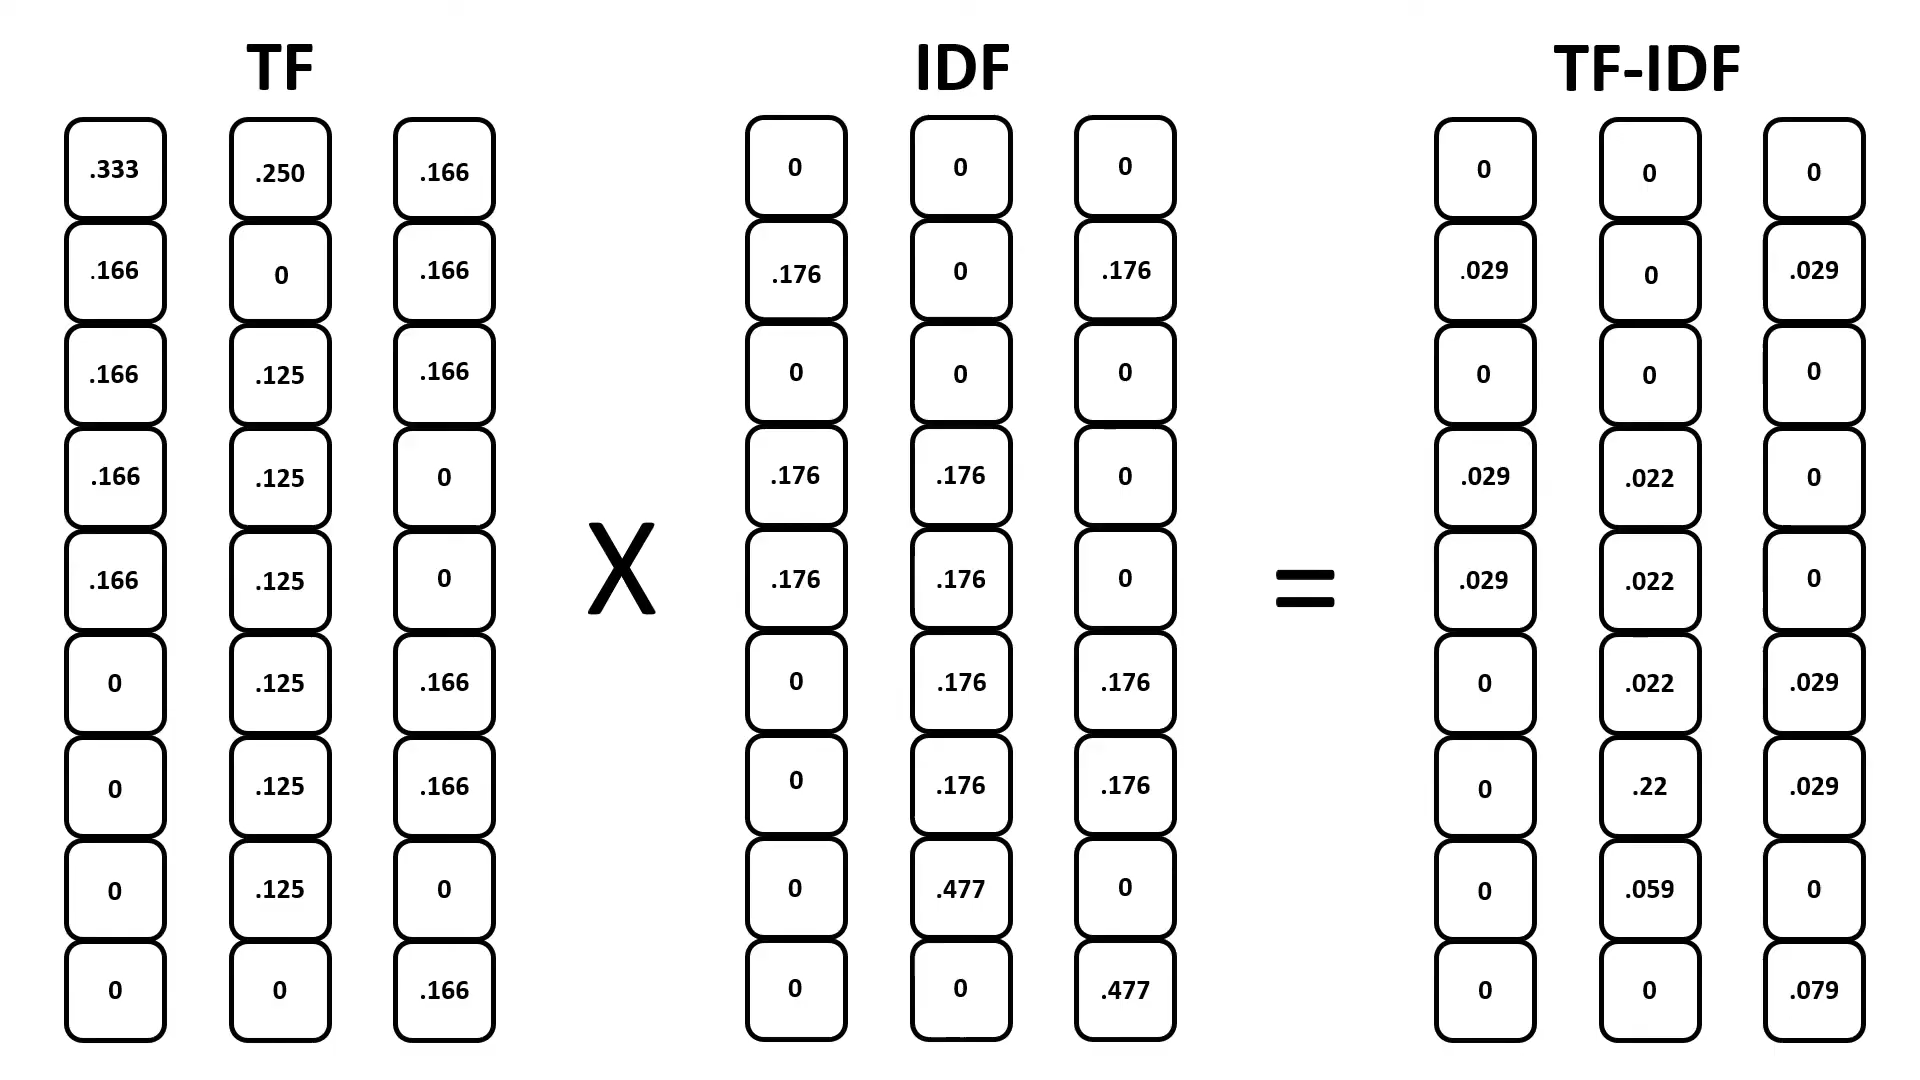 TF IDF TF-IDF
.333 .250 .166 0 0 0 0 0 0
.166 0 .166 .176 0 .176 .029 0 .029
.166 .125 .166 0 0 0 0 0 0
.166 .125 0 .176 .176 0 .029 .022 0
X =
.166 .125 0 .176 .176 0 .029 .022 0
0 .125 .166 0 .176 .176 0 .022 .029
0 .125 .166 0 .176 .176 0 .22 .029
0 .125 0 0 .477 0 0 .059 0
0 0 .166 0 0 .477 0 0 .079